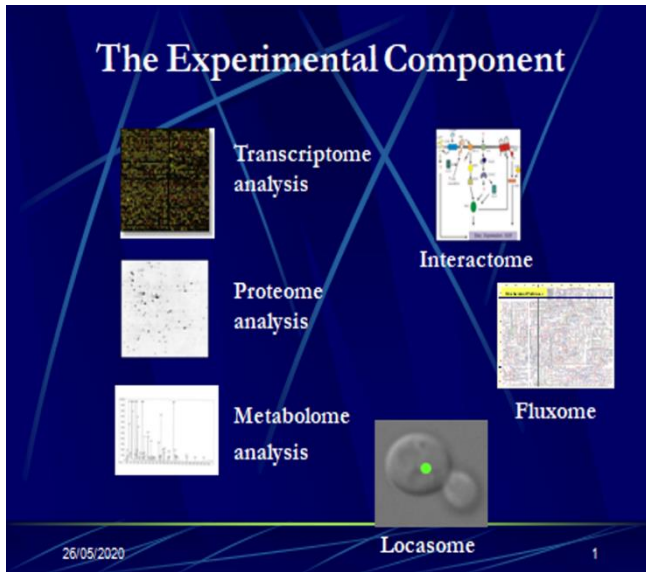 The Experimental Component
Transcriptome
analysis
Interactome
Proteome
analysis
Fluxome
Metabolome
analysis
Locasome
26/05/2020
1